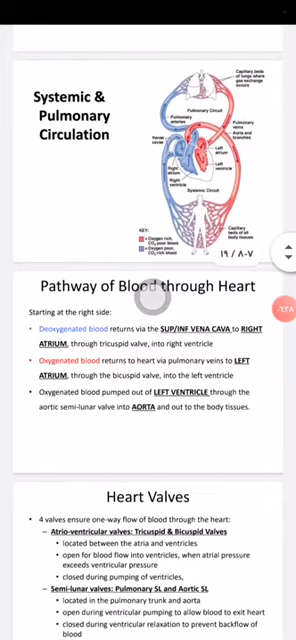 Systemic &
Pulmonary
Circulation
Capillary beds
of lungs where
gas exchange
occurs
Pulmonary Circuit
Pulmonary
arteries
Pulmonary
veins
Venae
cavae
Aorta and
branches
Left
atrium
Left
ventricle
Right
atrium
Right
ventricle
Systemic Circuit
KEY:
= Oxygen-rich,
CO₂-poor blood
= Oxygen-poor,
CO₂-rich blood
Capillary
beds of all
body tissues
١٩ / ٨٠٧
Pathway of Blood through Heart
Starting at the right side:
• Deoxygenated blood returns via the SUP/INF VENA CAVA to RIGHT
ATRIUM, through tricuspid valve, into right ventricle
• Oxygenated blood returns to heart via pulmonary veins to LEFT
ATRIUM, through the bicuspid valve, into the left ventricle
• Oxygenated blood pumped out of LEFT VENTRICLE through the
aortic semi-lunar valve into AORTA and out to the body tissues.
Heart Valves
• 4 valves ensure one-way flow of blood through the heart:
– Atrio-ventricular valves: Tricuspid & Bicuspid Valves
• located between the atria and ventricles
• open for blood flow into ventricles, when atrial pressure
exceeds ventricular pressure
• closed during pumping of ventricles,
– Semi-lunar valves: Pulmonary SL and Aortic SL
• located in the pulmonary trunk and aorta
• open during ventricular pumping to allow blood to exit heart
• closed during ventricular relaxation to prevent backflow of
blood